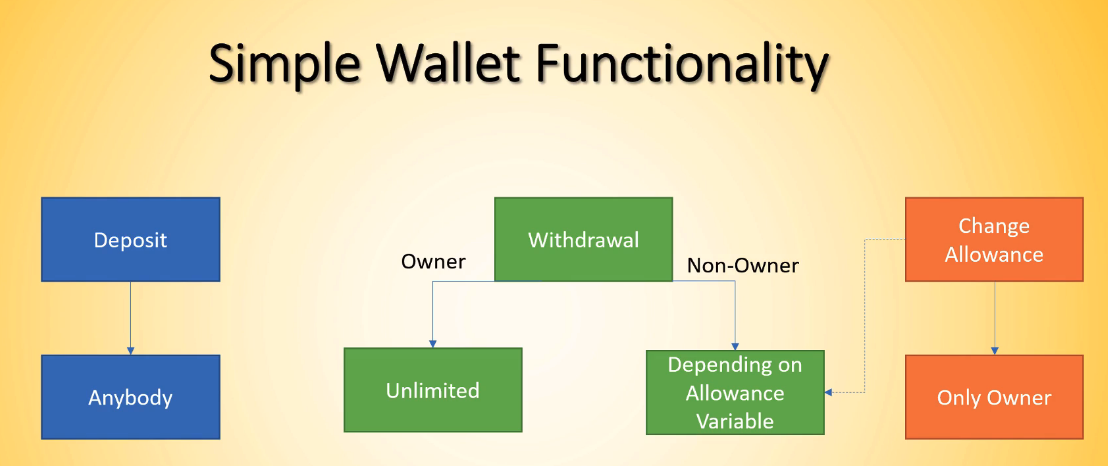 Simple Wallet Functionality
Deposit
Anybody
Withdrawal
Owner
Non-Owner
Unlimited
Depending on
Allowance
Variable
Change
Allowance
Only Owner